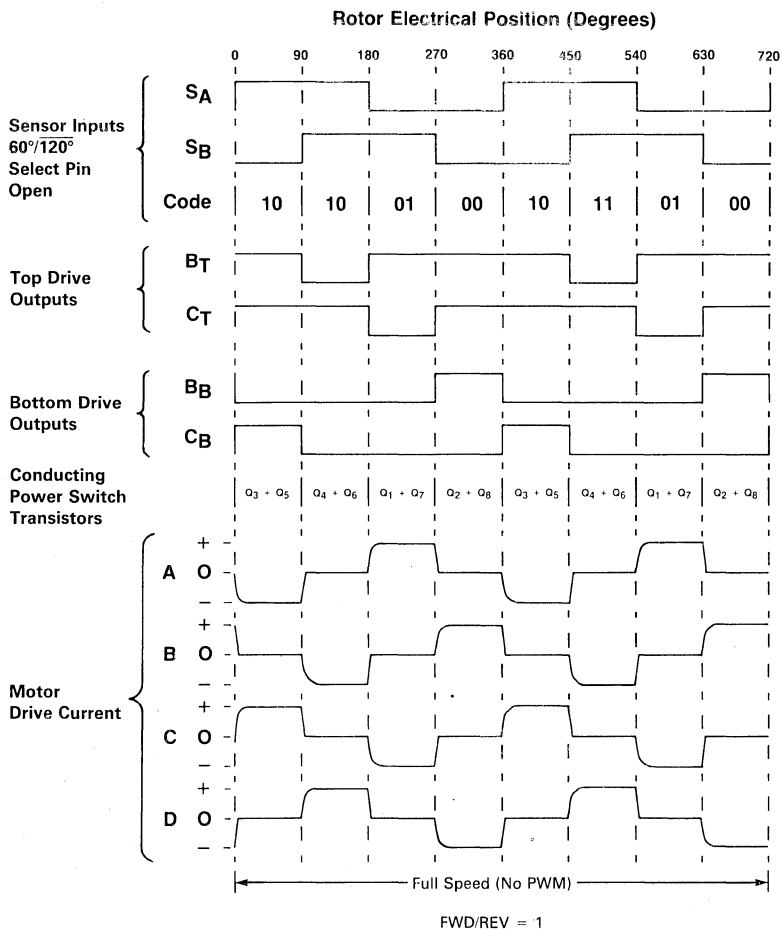 Rotor Electrical Position (Degrees)
0 90 180 270 360 450 540 630 720
Sensor Inputs
60°/120°
Select Pin
Open
SA
SB
Code 10 10 01 00 10 11 01 00
Top Drive
Outputs
BT
CT
Bottom Drive
Outputs
BB
CB
Conducting
Power Switch
Transistors
Q3 + Q5 Q4 + Q6 Q1 + Q7 Q2 + Q8 Q3 + Q5 Q4 + Q6 Q1 + Q7 Q2 + Q8
Motor
Drive Current
+
A O
−
+
B O
−
+
C O
−
+
D O
−
Full Speed (No PWM)
FWD/REV = 1